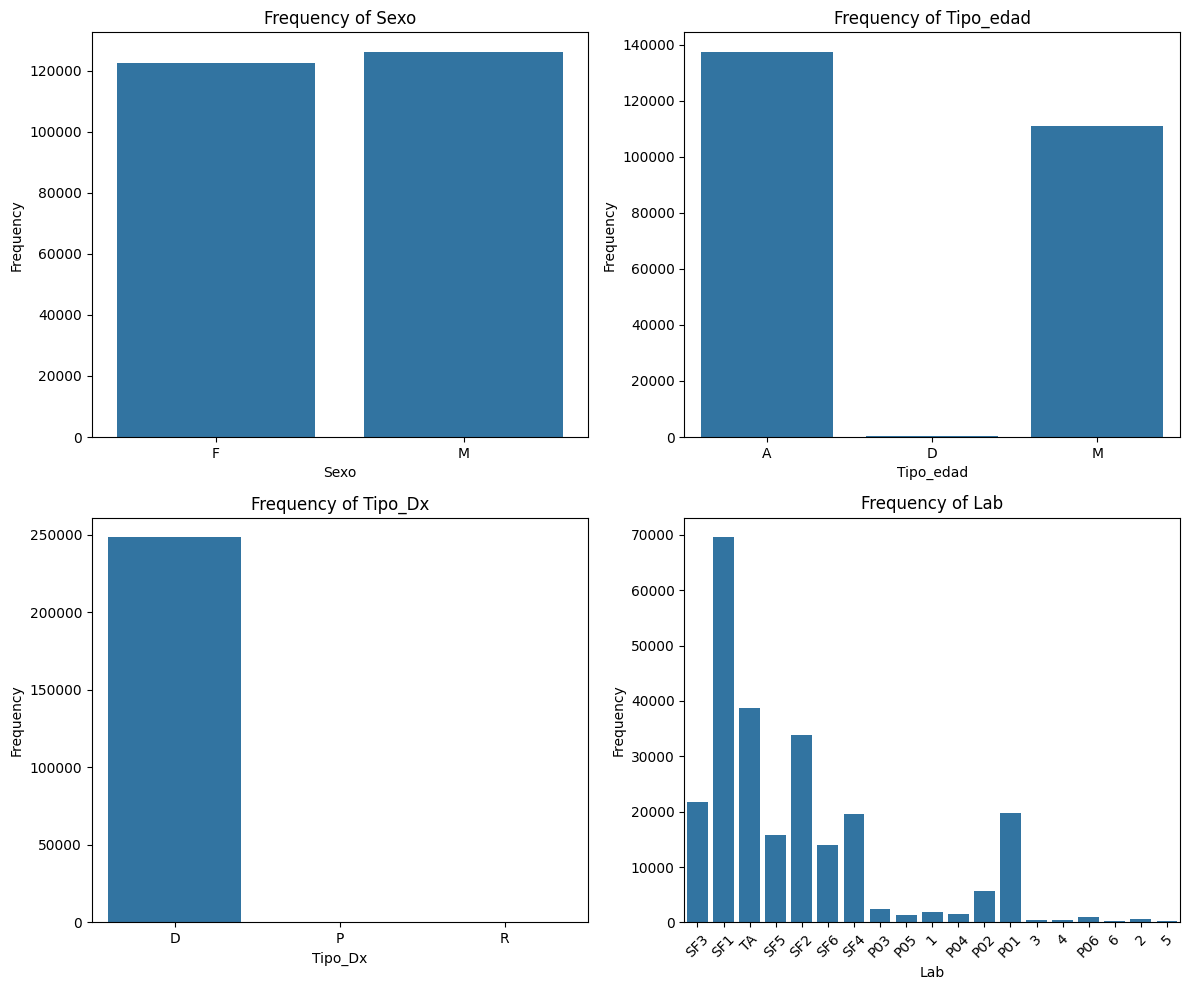 Frequency of Sexo
120000
100000
80000
60000
40000
20000
0
Frequency
F M
Sexo
Frequency of Tipo_edad
140000
120000
100000
80000
60000
40000
20000
0
Frequency
A D M
Tipo_edad
Frequency of Tipo_Dx
250000
200000
150000
100000
50000
0
Frequency
D P R
Tipo_Dx
Frequency of Lab
70000
60000
50000
40000
30000
20000
10000
0
Frequency
SF3 SF1 TA SF5 SF2 SF6 SF4 P03 P05 1 P04 P02 P01 3 4 P06 6 2 5
Lab